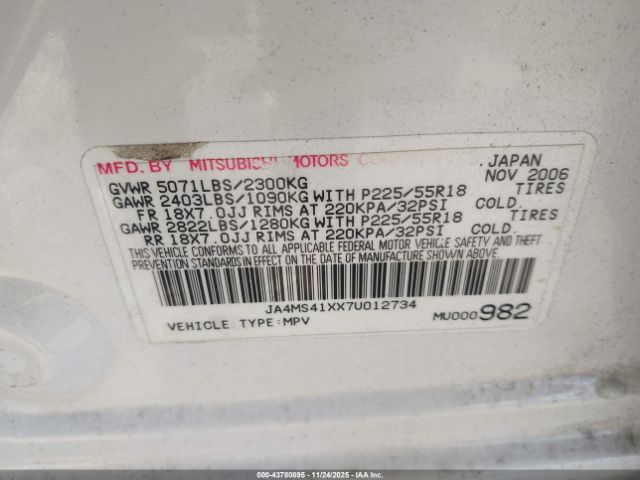 MFD. BY MITSUBISHI MOTORS JAPAN
GVWR 5071LBS/2300KG NOV 2006
GAWR 2403LBS/1090KG WITH P225/55R18 TIRES
FR 18X7.0JJ RIMS AT 220KPA/32PSI COLD.
GAWR 2822LBS/1280KG WITH P225/55R18 TIRES
RR 18X7.0JJ RIMS AT 220KPA/32PSI COLD.
THIS VEHICLE CONFORMS TO ALL APPLICABLE FEDERAL MOTOR VEHICLE SAFETY AND THEFT
PREVENTION STANDARDS IN EFFECT ON THE DATE OF MANUFACTURE SHOWN ABOVE.
JA4MS41XX7U012734
VEHICLE TYPE:MPV MU000982
© IAA 000-43780895 | 11/24/2025 | © IAA